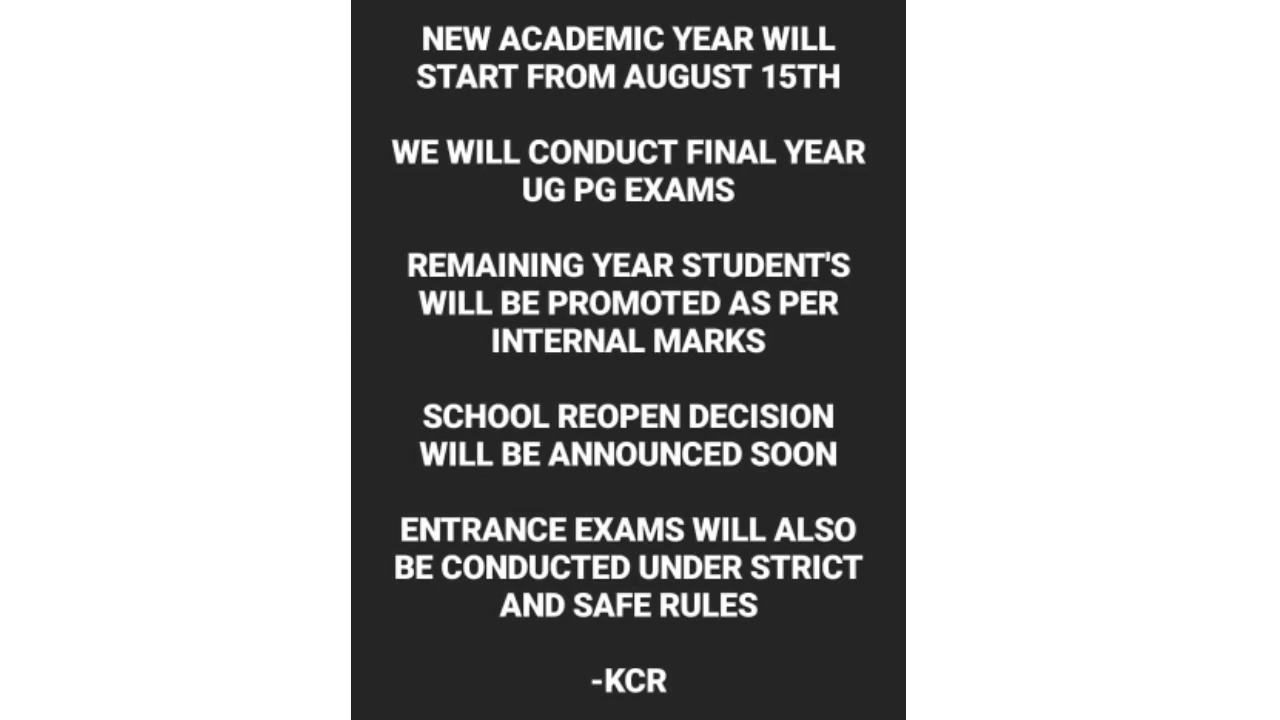 NEW ACADEMIC YEAR WILL
START FROM AUGUST 15TH
WE WILL CONDUCT FINAL YEAR
UG PG EXAMS
REMAINING YEAR STUDENT'S
WILL BE PROMOTED AS PER
INTERNAL MARKS
SCHOOL REOPEN DECISION
WILL BE ANNOUNCED SOON
ENTRANCE EXAMS WILL ALSO
BE CONDUCTED UNDER STRICT
AND SAFE RULES
-KCR